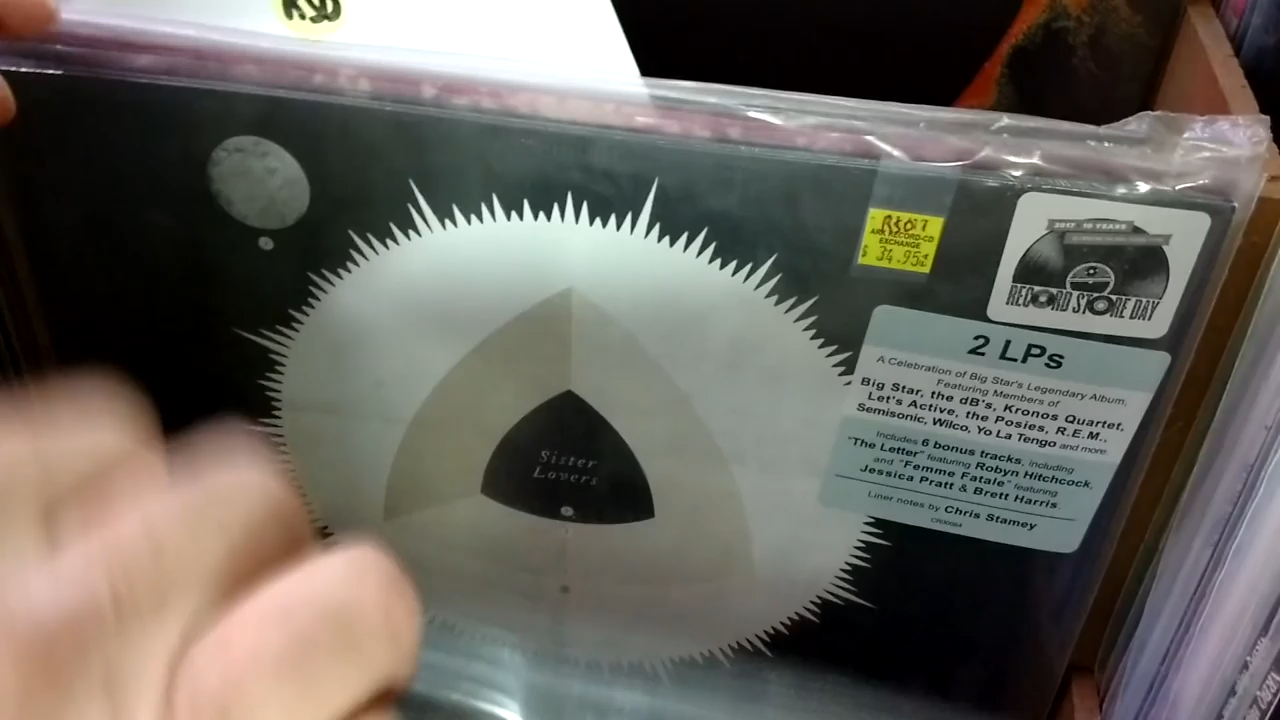 RSD
RSD17
ARK RECORD-CD
EXCHANGE
$ 34.95
2017 10 YEARS
RECORD STORE DAY
2 LPs
A Celebration of Big Star's Legendary Album,
Featuring Members of
Big Star, the dB's, Kronos Quartet,
Let's Active, the Posies, R.E.M.,
Semisonic, Wilco, Yo La Tengo and more.
Includes 6 bonus tracks, including
"The Letter" featuring Robyn Hitchcock,
and "Femme Fatale" featuring
Jessica Pratt & Brett Harris.
Liner notes by Chris Stamey
Sister
Lovers